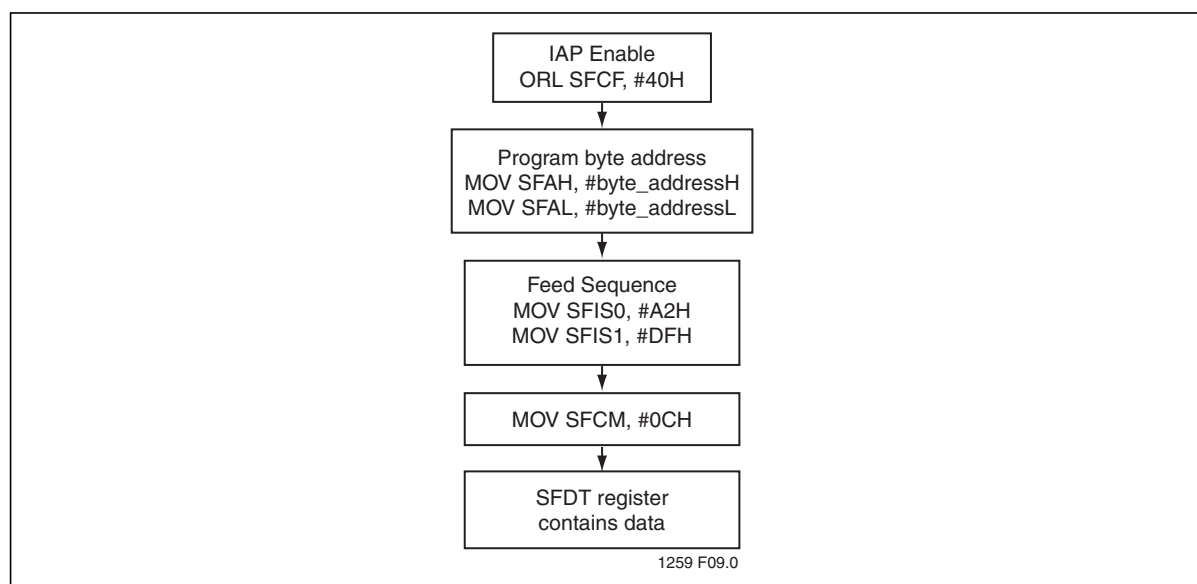 IAP Enable
ORL SFCF, #40H
Program byte address
MOV SFAH, #byte_addressH
MOV SFAL, #byte_addressL
Feed Sequence
MOV SFIS0, #A2H
MOV SFIS1, #DFH
MOV SFCM, #0CH
SFDT register
contains data
1259 F09.0